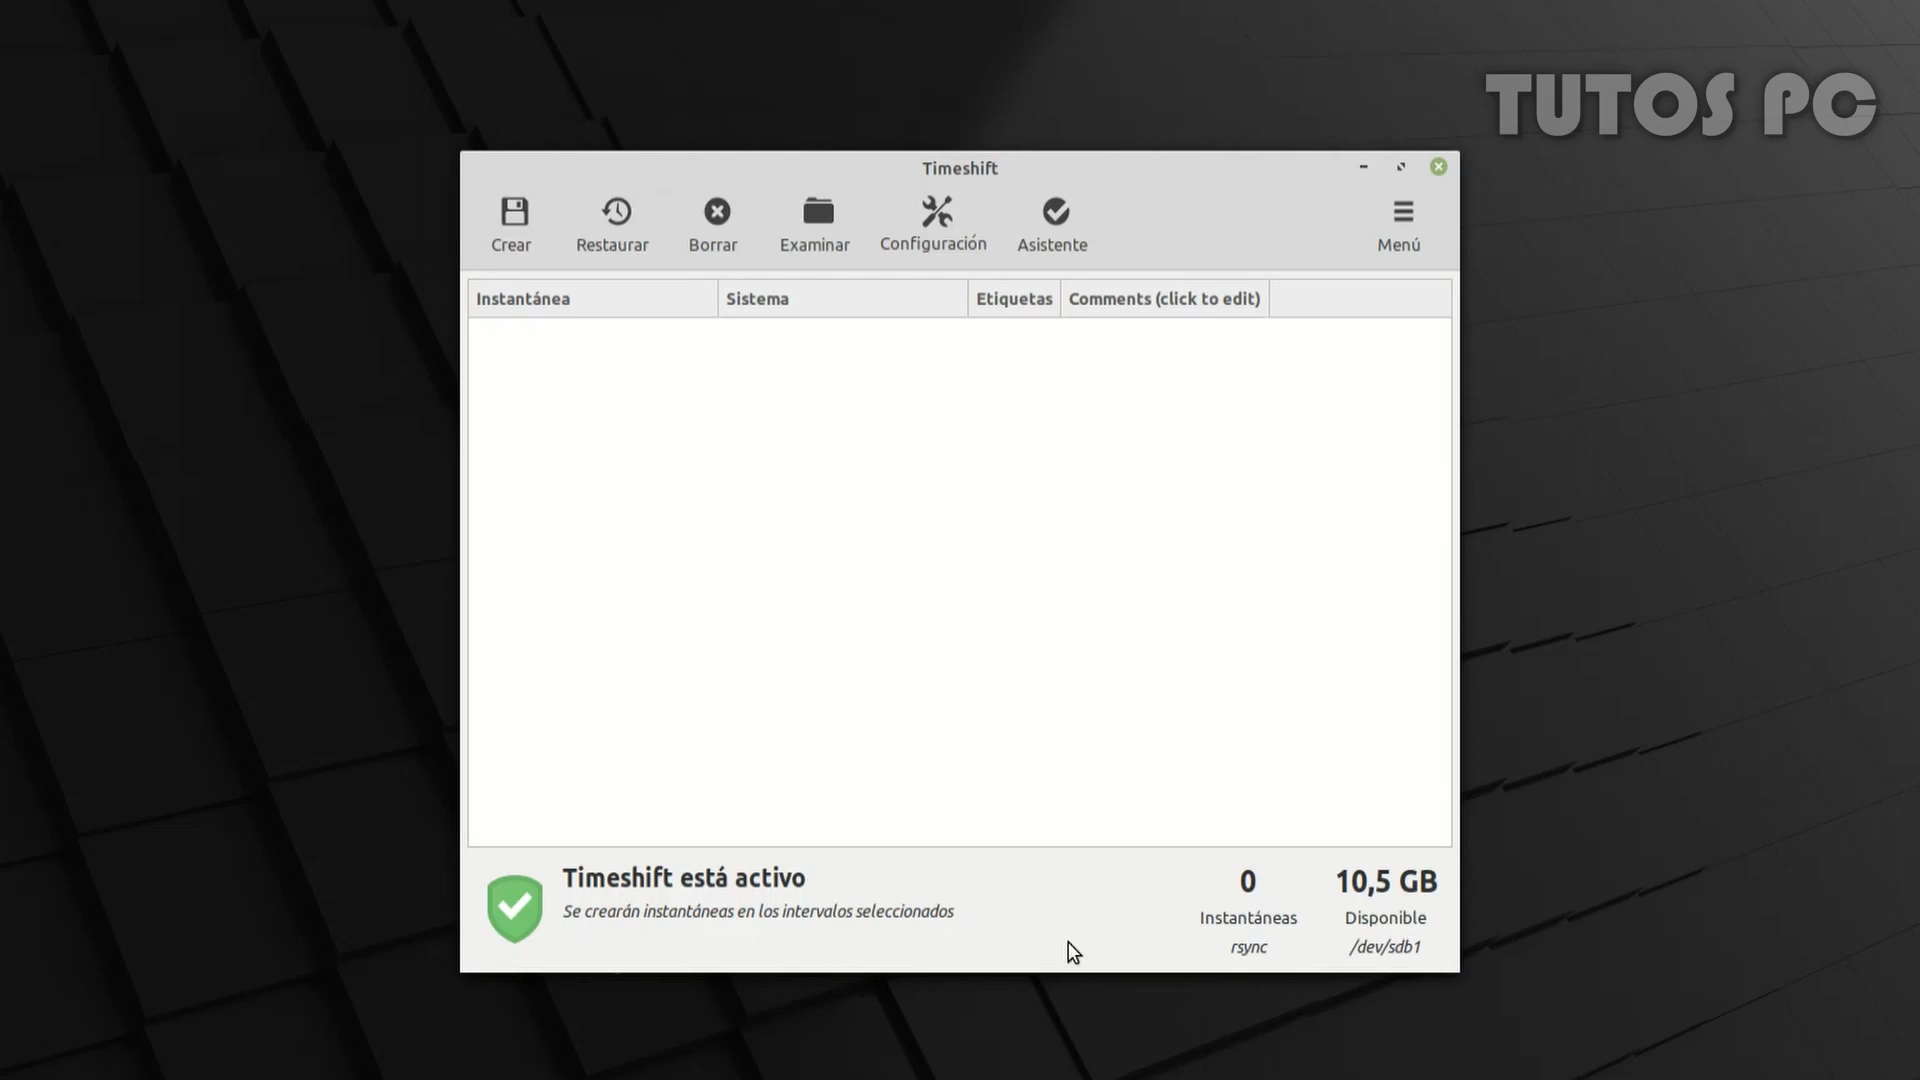 TUTOS PC
Timeshift
Crear
Restaurar
Borrar
Examinar
Configuración
Asistente
Menú
Instantánea
Sistema
Etiquetas
Comments (click to edit)
Timeshift está activo
Se crearán instantáneas en los intervalos seleccionados
0
Instantáneas
rsync
10,5 GB
Disponible
/dev/sdb1